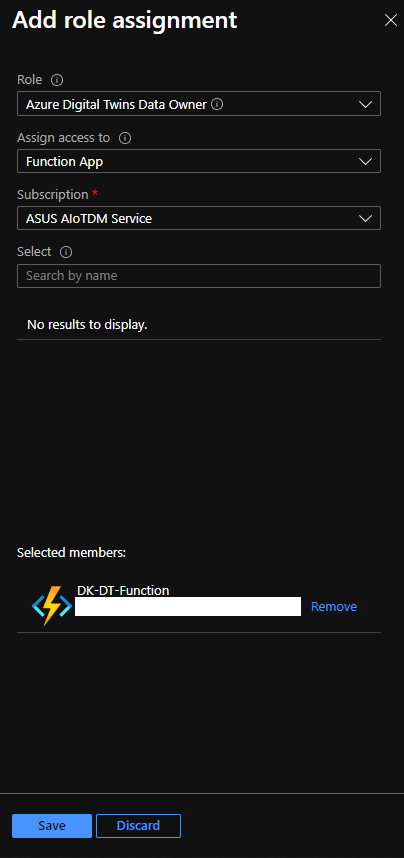 Add role assignment
Role
Azure Digital Twins Data Owner
Assign access to
Function App
Subscription *
ASUS AIoTDM Service
Select
Search by name
No results to display.
Selected members:
DK-DT-Function
Remove
Save
Discard